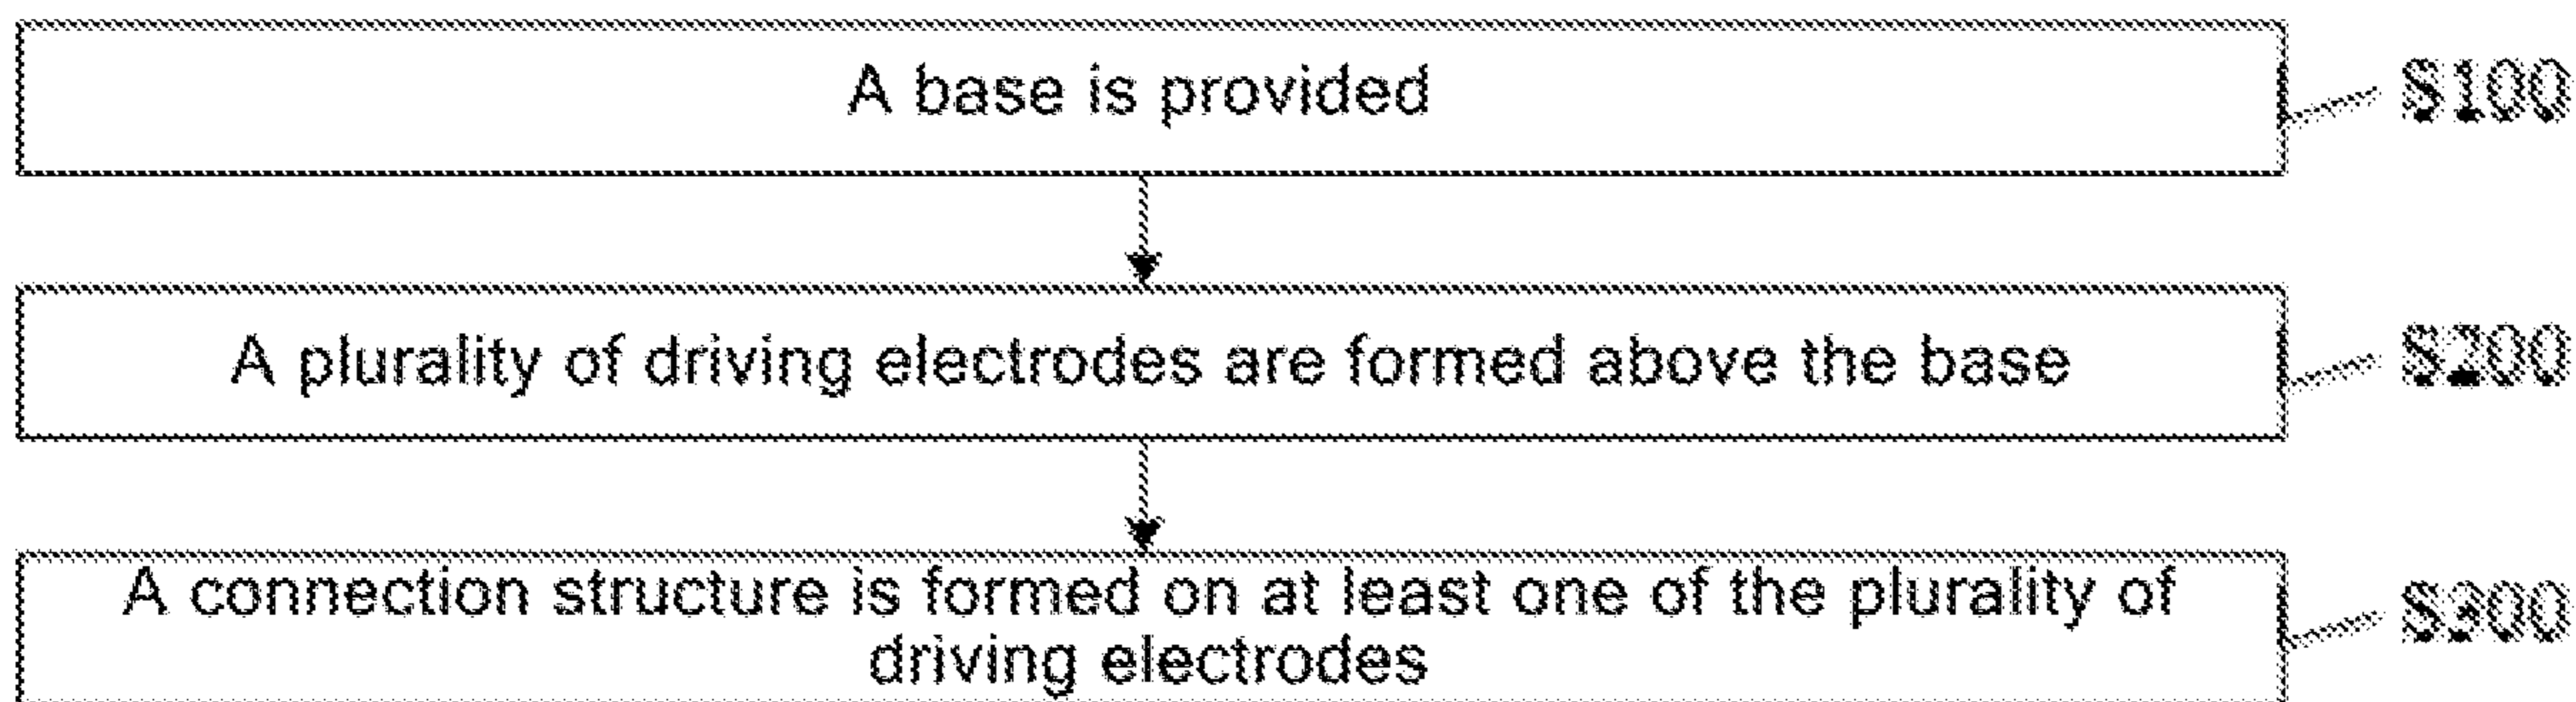 A base is provided
S100
A plurality of driving electrodes are formed above the base
S200
A connection structure is formed on at least one of the plurality of
driving electrodes
S300